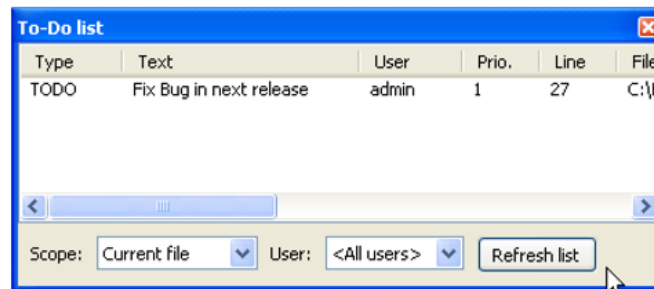 To-Do list
Type Text User Prio. Line File
TODO Fix Bug in next release admin 1 27 C:\
Scope: Current file User: <All users> Refresh list